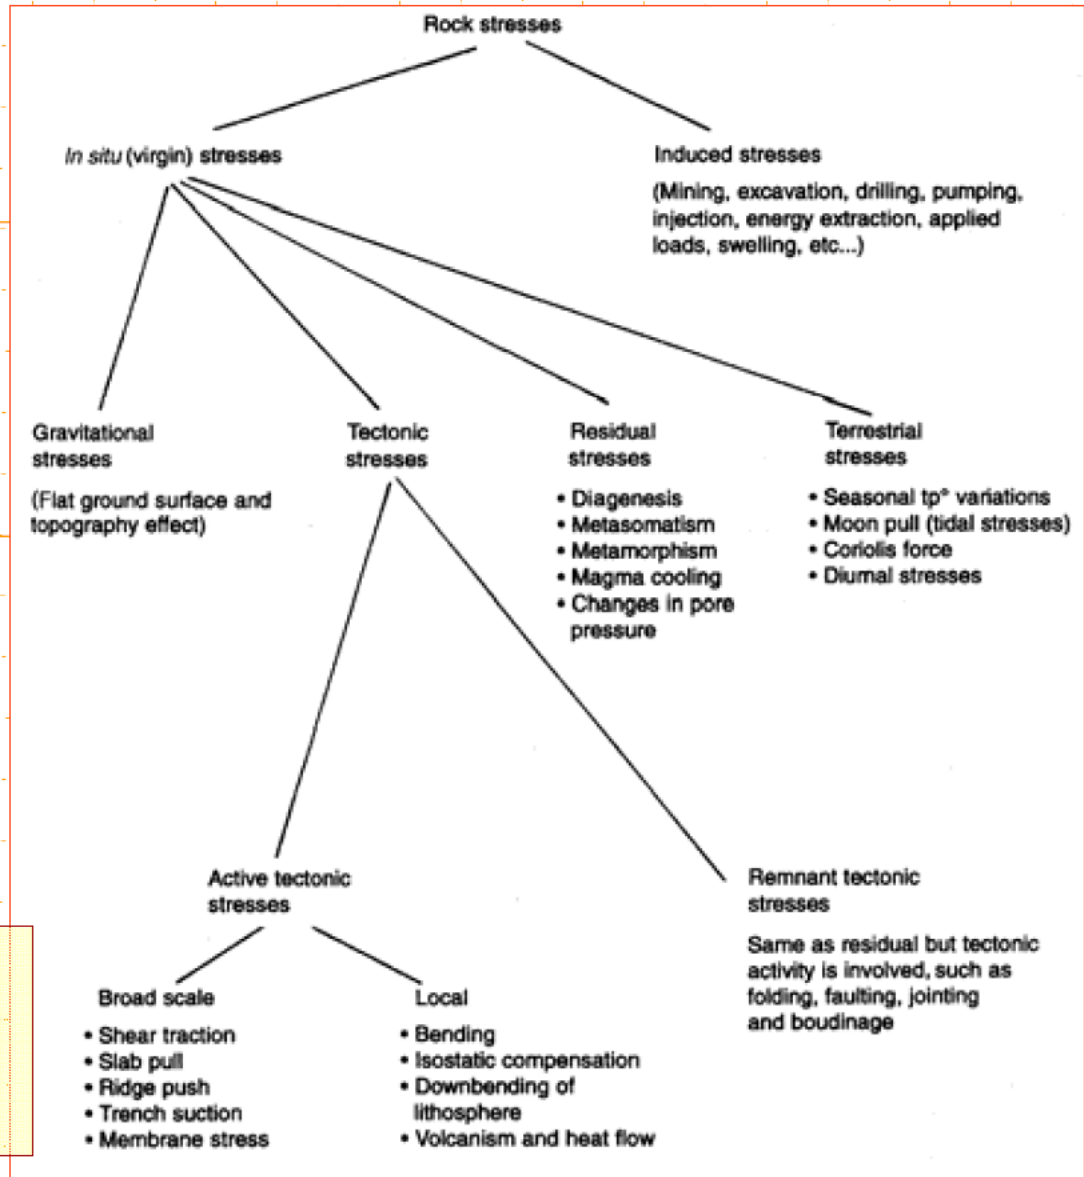 Rock stresses
In situ (virgin) stresses
Induced stresses
(Mining, excavation, drilling, pumping,
injection, energy extraction, applied
loads, swelling, etc...)
Gravitational
stresses
(Flat ground surface and
topography effect)
Tectonic
stresses
Residual
stresses
• Diagenesis
• Metasomatism
• Metamorphism
• Magma cooling
• Changes in pore
pressure
Terrestrial
stresses
• Seasonal tp° variations
• Moon pull (tidal stresses)
• Coriolis force
• Diurnal stresses
Active tectonic
stresses
Broad scale
• Shear traction
• Slab pull
• Ridge push
• Trench suction
• Membrane stress
Local
• Bending
• Isostatic compensation
• Downbending of
lithosphere
• Volcanism and heat flow
Remnant tectonic
stresses
Same as residual but tectonic
activity is involved, such as
folding, faulting, jointing
and boudinage